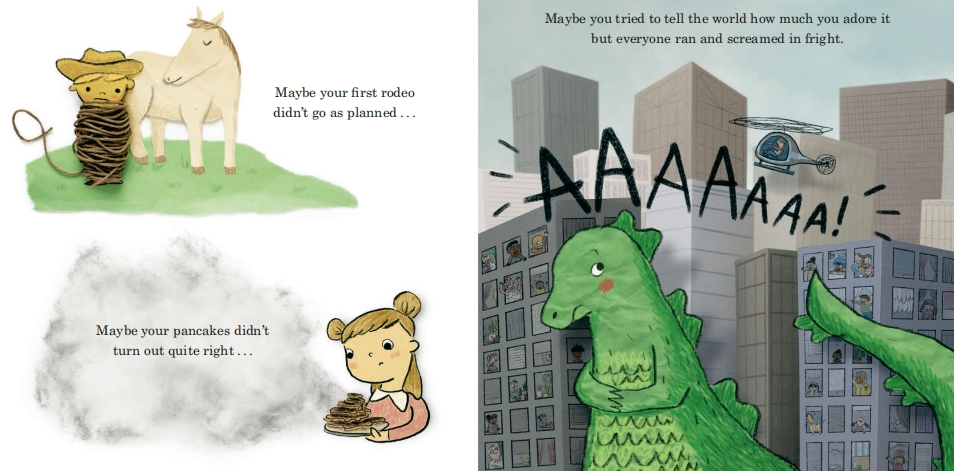 Maybe your first rodeo
didn't go as planned . . .
Maybe your pancakes didn't
turn out quite right . . .
Maybe you tried to tell the world how much you adore it
but everyone ran and screamed in fright.
AAAAAAAA!